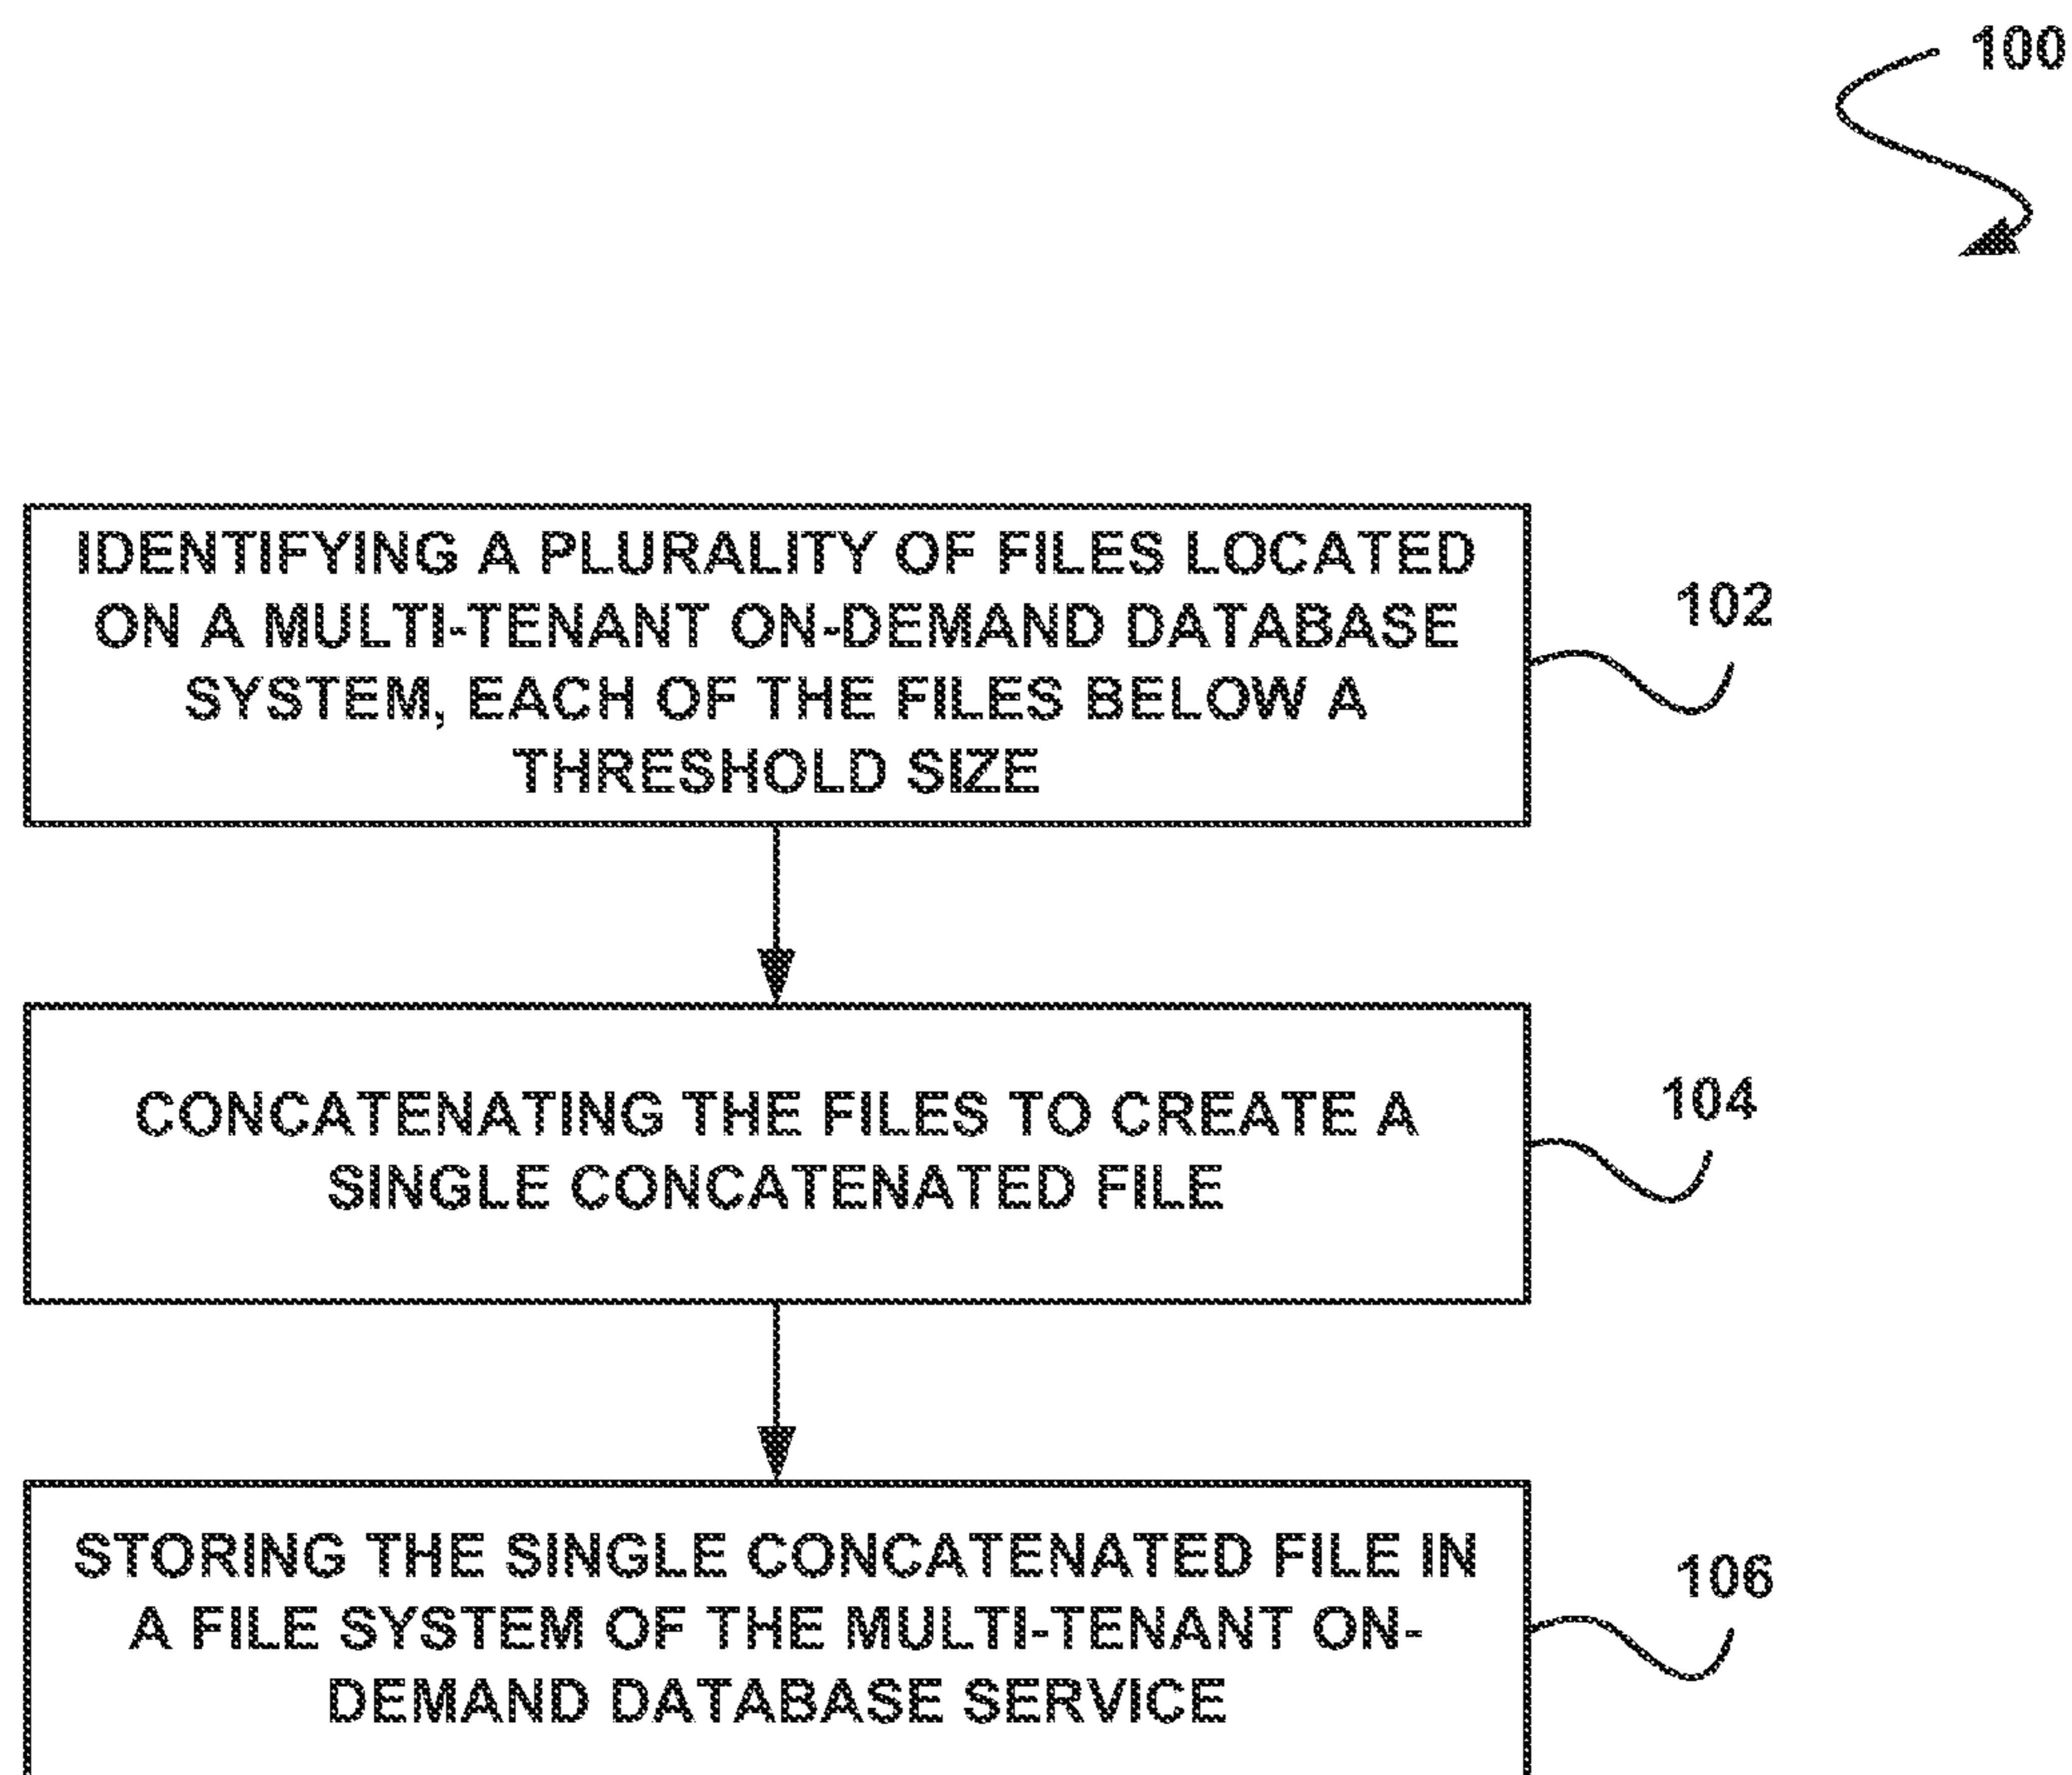 100
IDENTIFYING A PLURALITY OF FILES LOCATED
ON A MULTI-TENANT ON-DEMAND DATABASE
SYSTEM, EACH OF THE FILES BELOW A
THRESHOLD SIZE
102
CONCATENATING THE FILES TO CREATE A
SINGLE CONCATENATED FILE
104
STORING THE SINGLE CONCATENATED FILE IN
A FILE SYSTEM OF THE MULTI-TENANT ON-
DEMAND DATABASE SERVICE
106